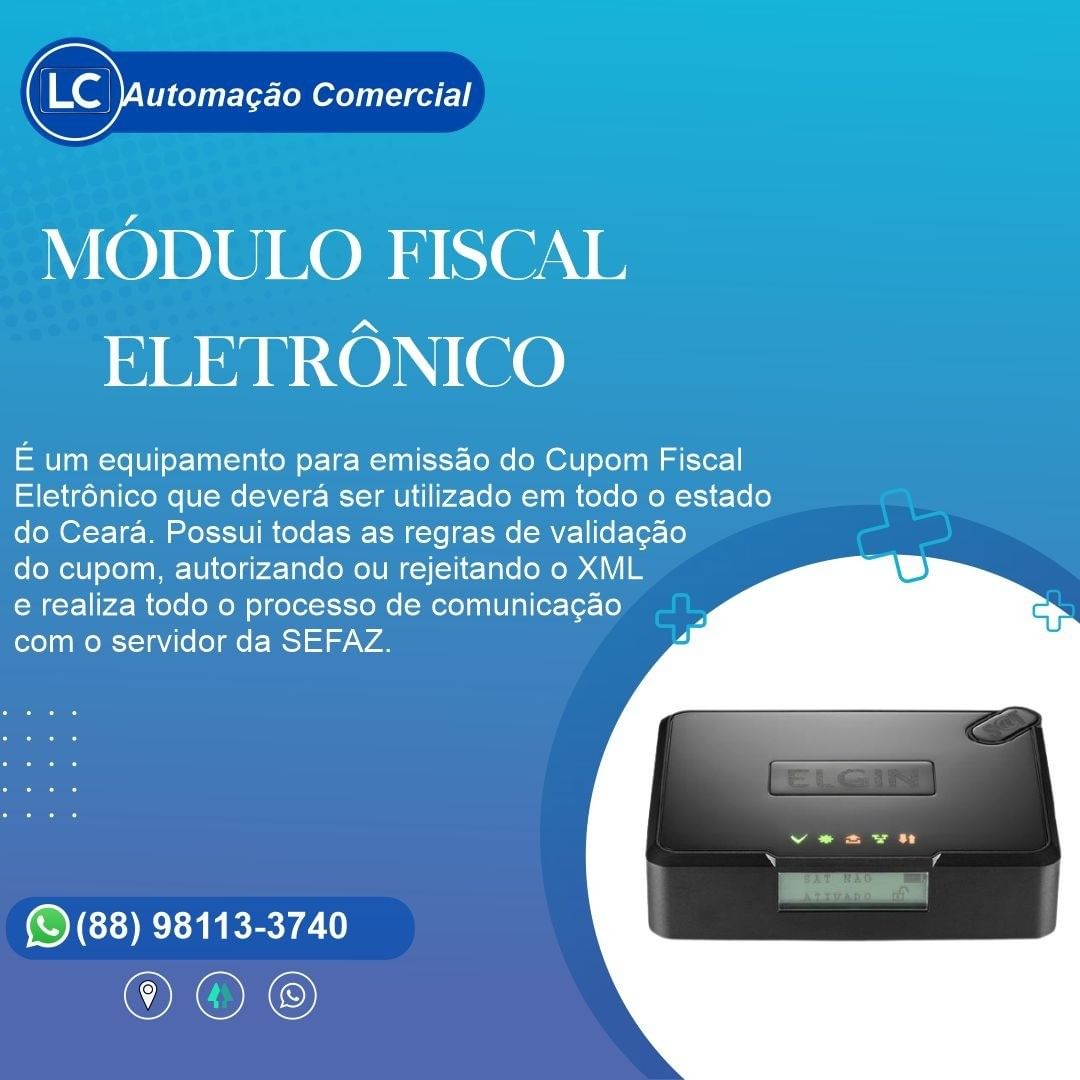 LC Automação Comercial
MÓDULO FISCAL
ELETRÔNICO
É um equipamento para emissão do Cupom Fiscal
Eletrônico que deverá ser utilizado em todo o estado
do Ceará. Possui todas as regras de validação
do cupom, autorizando ou rejeitando o XML
e realiza todo o processo de comunicação
com o servidor da SEFAZ.
ELGIN
SAT NAO
ATIVADO
(88) 98113-3740